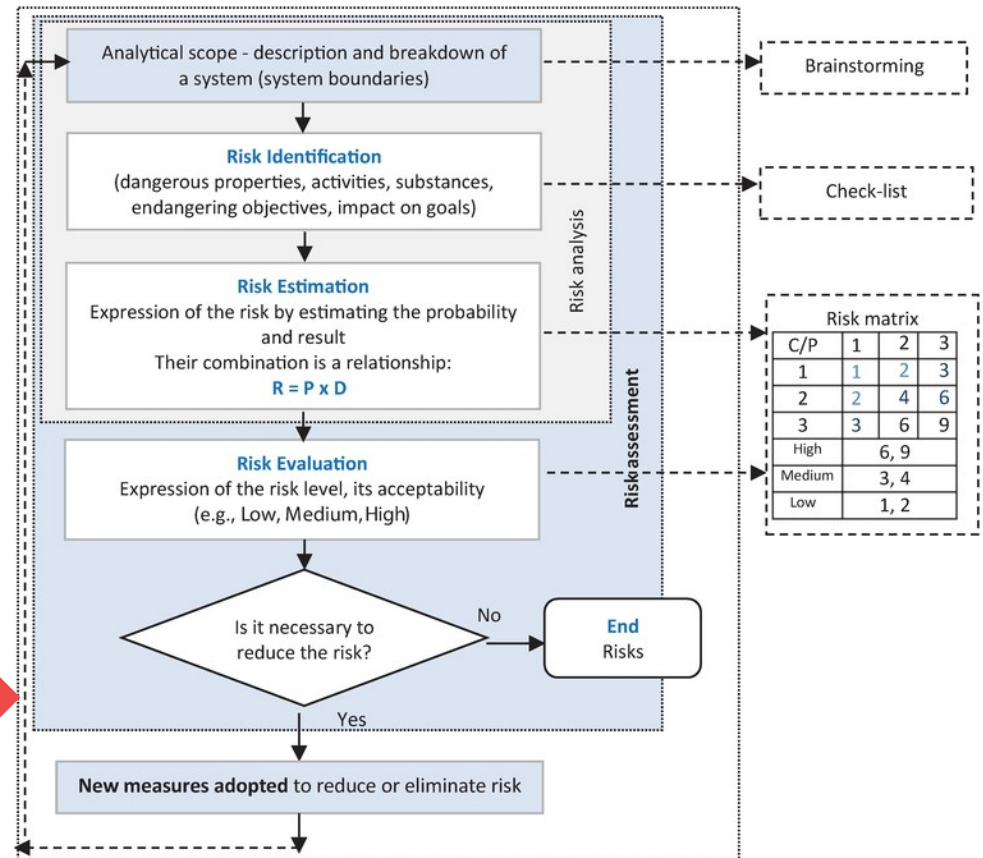 Analytical scope - description and breakdown of
a system (system boundaries)
Brainstorming
Risk Identification
(dangerous properties, activities, substances,
endangering objectives, impact on goals)
Check-list
Risk analysis
Risk Estimation
Expression of the risk by estimating the probability
and result
Their combination is a relationship:
R = P x D
Risk matrix
C/P 1 2 3
1 1 2 3
2 2 4 6
3 3 6 9
High 6, 9
Medium 3, 4
Low 1, 2
Risk assessment
Risk Evaluation
Expression of the risk level, its acceptability
(e.g., Low, Medium, High)
Is it necessary to
reduce the risk?
No
End
Risks
Yes
New measures adopted to reduce or eliminate risk